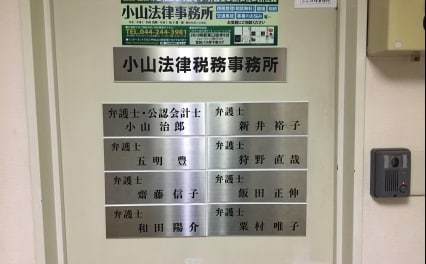 小山法律事務所
TEL.044-244-3981
小山法律税務事務所
弁護士・公認会計士
小山治郎
弁護士
新井裕子
弁護士
五明豊
弁護士
狩野直哉
弁護士
齋藤信子
弁護士
飯田正伸
弁護士
和田陽介
弁護士
栗村唯子